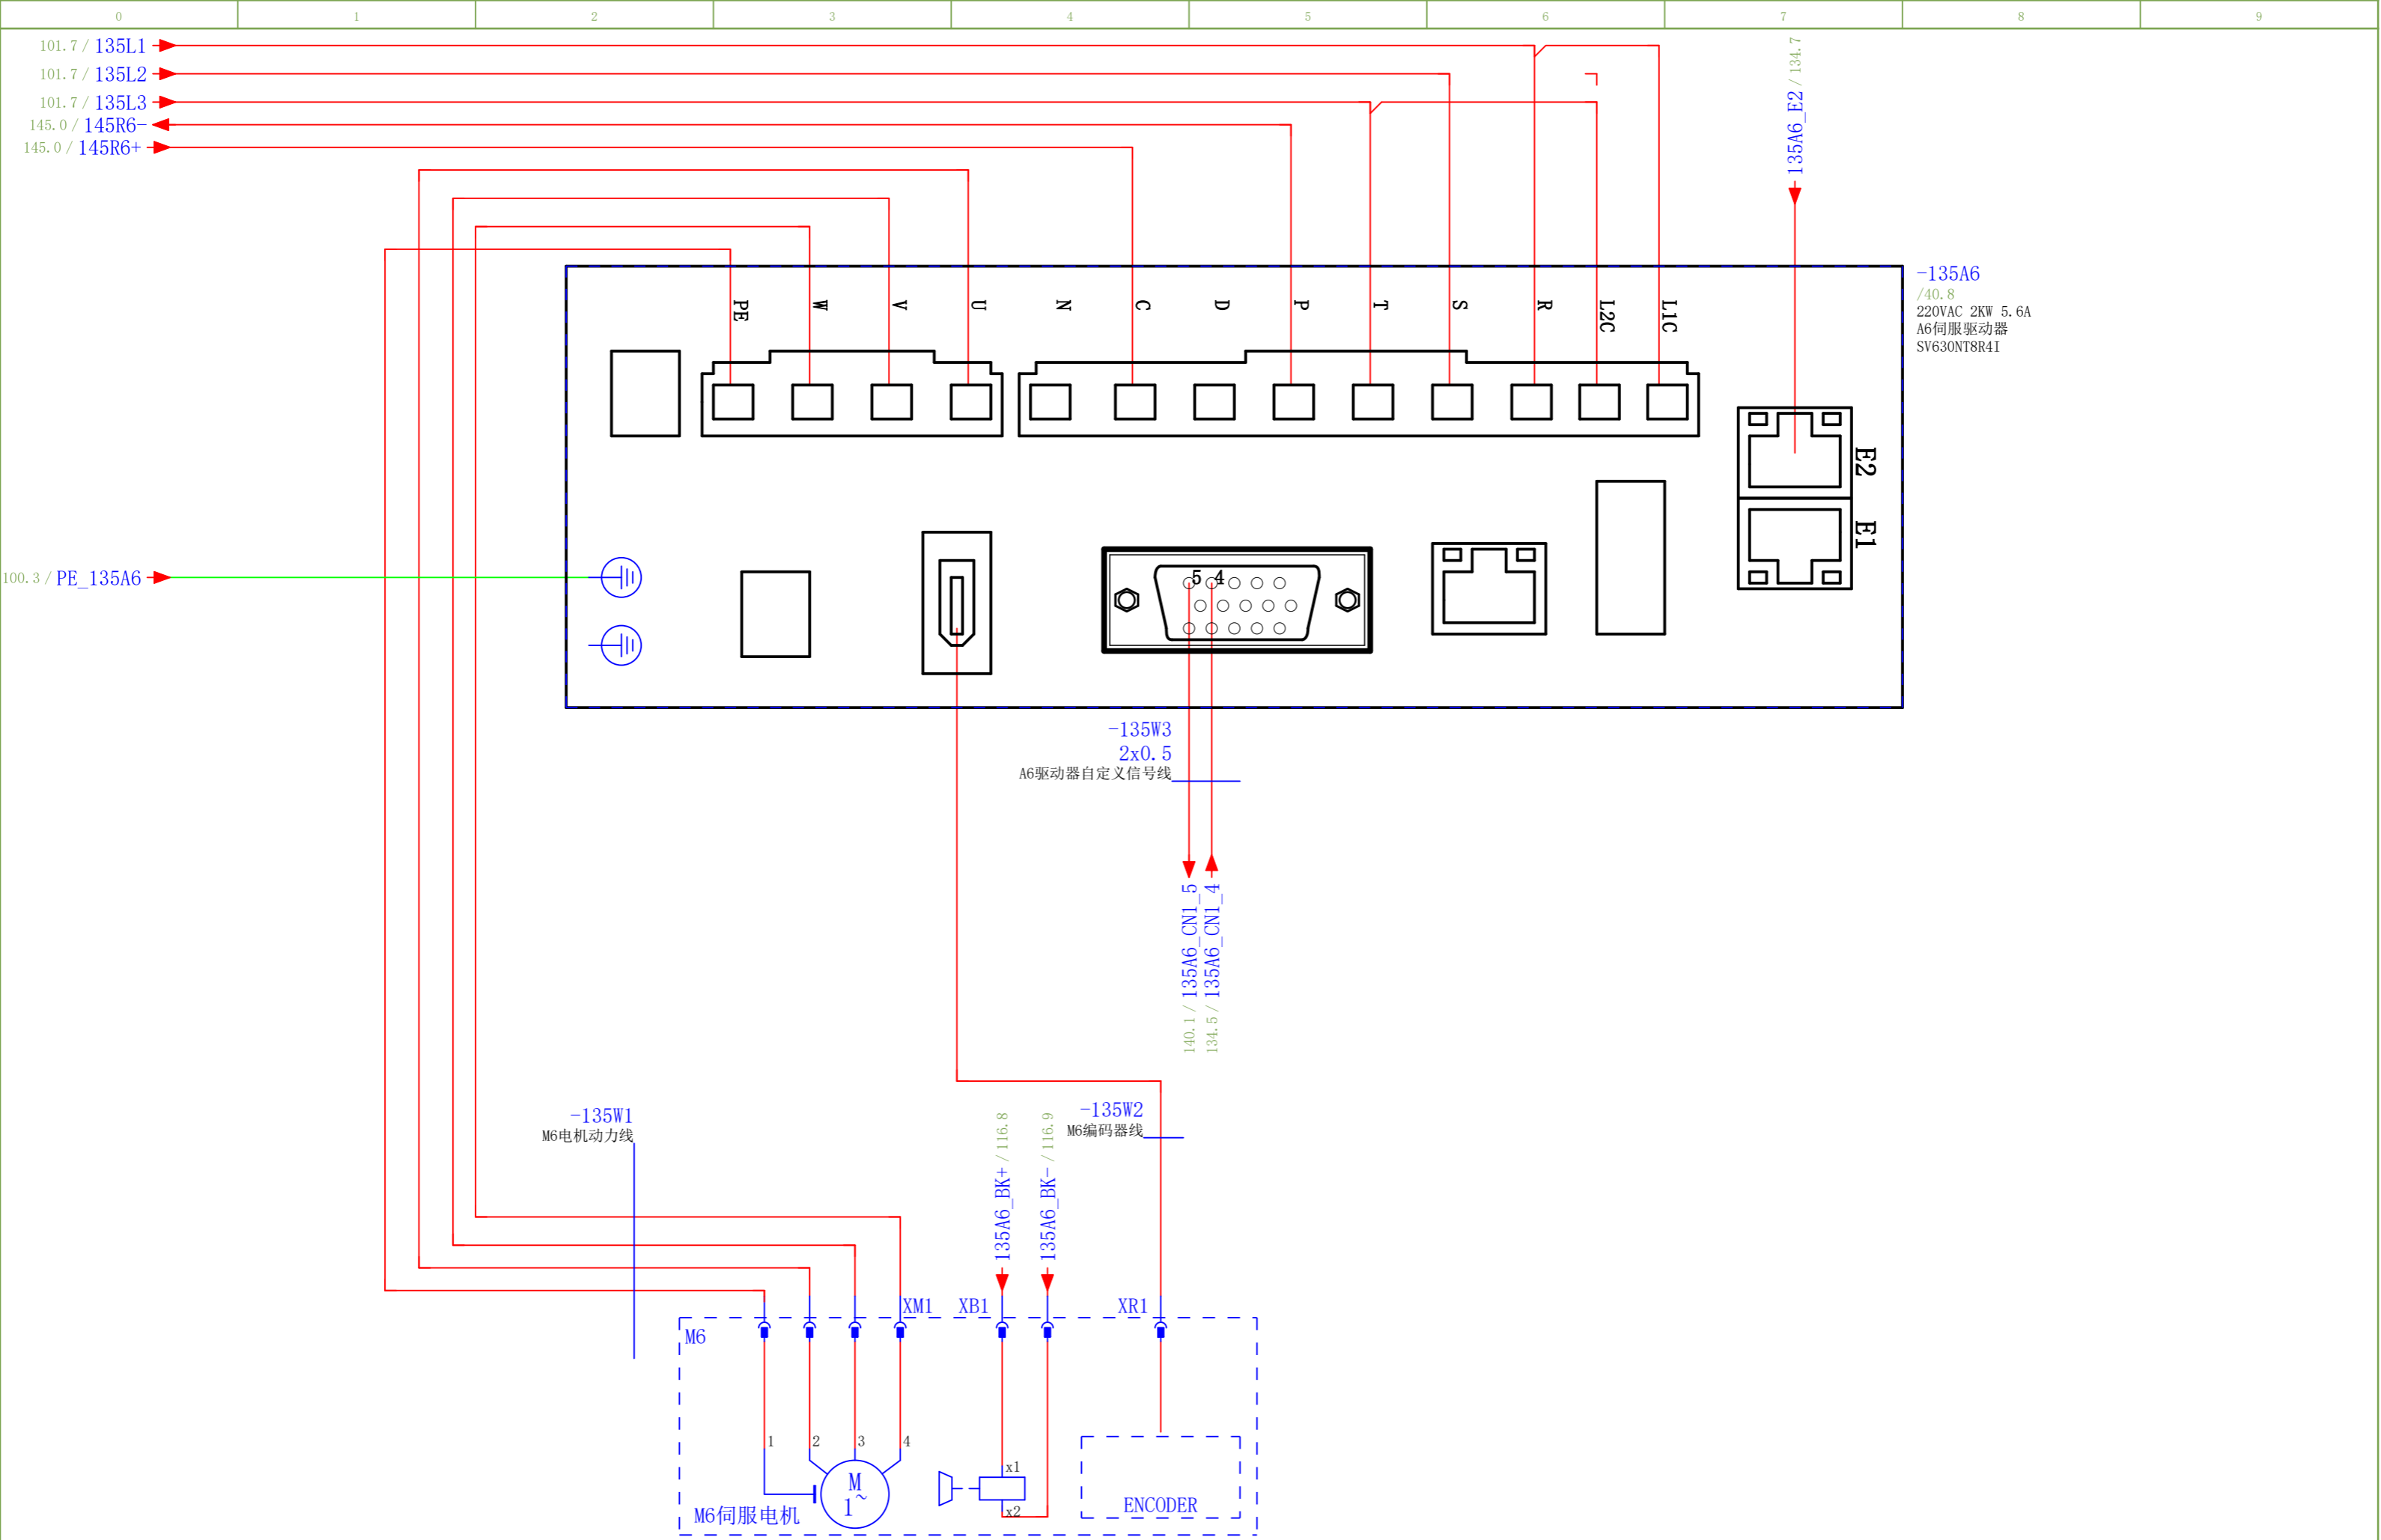 0 1 2 3 4 5 6 7 8 9
101.7 / 135L1
101.7 / 135L2
101.7 / 135L3
145.0 / 145R6-
145.0 / 145R6+
135A6_E2 / 134.7
-135A6
/40.8
220VAC 2KW 5.6A
A6伺服驱动器
SV630NT8R4I
PE W V U N C D P T S R L2C L1C
E2
E1
100.3 / PE_135A6
5 4
-135W3
2x0.5
A6驱动器自定义信号线
140.1 / 135A6_CN1_5
134.5 / 135A6_CN1_4
-135W1
M6电机动力线
135A6_BK+ / 116.8
135A6_BK- / 116.9
-135W2
M6编码器线
XM1 XB1 XR1
M6
1 2 3 4
M
1~
M6伺服电机
x1
x2
ENCODER